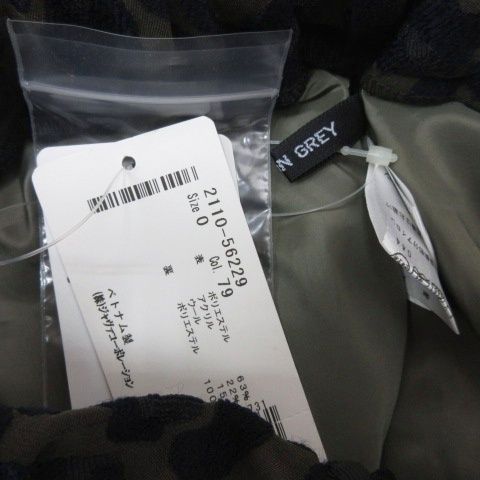 N GREY
2110-56229
Size 0 Col. 79
表 ポリエステル 63%
アクリル 22%
ウール
裏 ポリエステル
ベトナム製
(株)ジャヴァコーポレーション